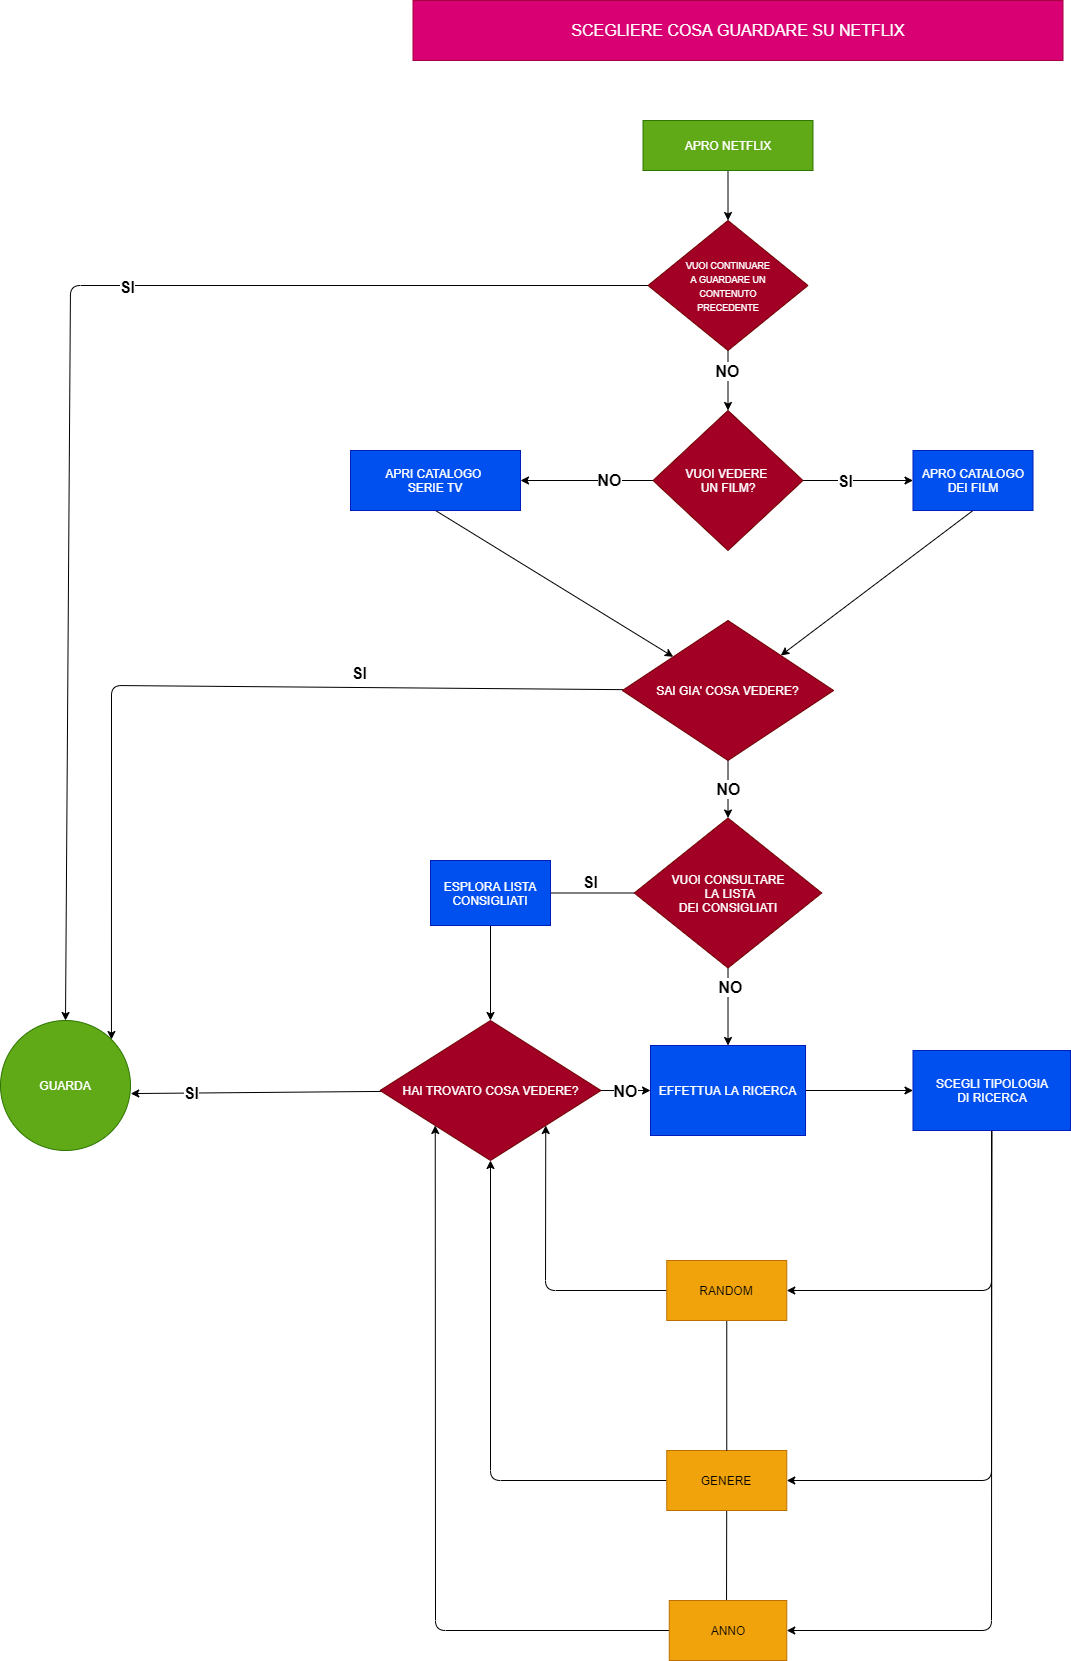 SCEGLIERE COSA GUARDARE SU NETFLIX
APRO NETFLIX
VUOI CONTINUARE
A GUARDARE UN
CONTENUTO
PRECEDENTE
SI
NO
APRI CATALOGO
SERIE TV
NO
VUOI VEDERE
UN FILM?
SI
APRO CATALOGO
DEI FILM
SI
SAI GIA' COSA VEDERE?
NO
ESPLORA LISTA
CONSIGLIATI
SI
VUOI CONSULTARE
LA LISTA
DEI CONSIGLIATI
NO
GUARDA
SI
HAI TROVATO COSA VEDERE?
NO
EFFETTUA LA RICERCA
SCEGLI TIPOLOGIA
DI RICERCA
RANDOM
GENERE
ANNO